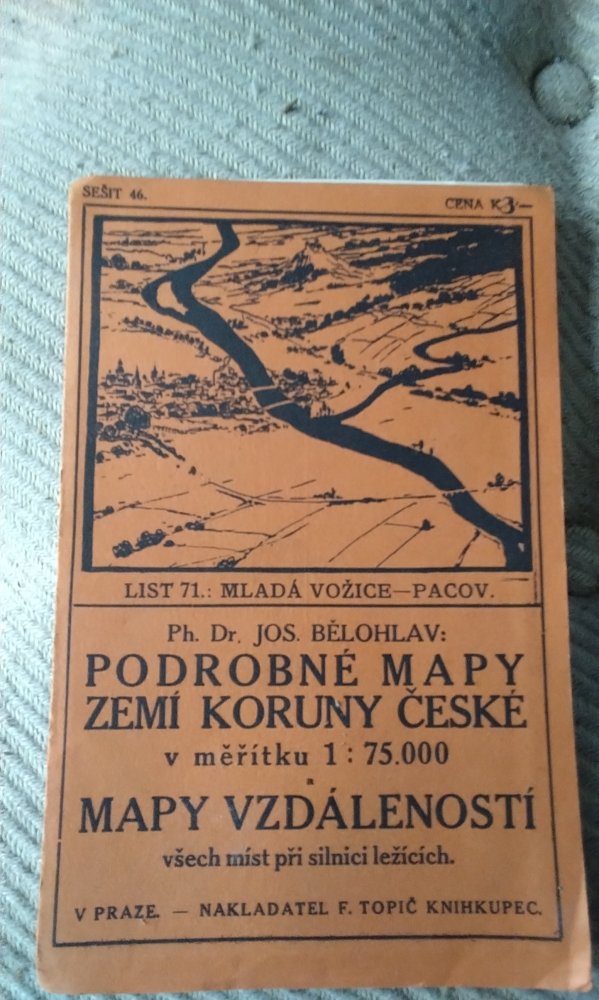 SEŠIT 46.
CENA K 3·—
LIST 71.: MLADÁ VOŽICE—PACOV.
Ph. Dr. JOS. BĚLOHLAV:
PODROBNÉ MAPY
ZEMÍ KORUNY ČESKÉ
v měřítku 1 : 75.000
a
MAPY VZDÁLENOSTÍ
všech míst při silnici ležících.
V PRAZE. — NAKLADATEL F. TOPIČ KNIHKUPEC.